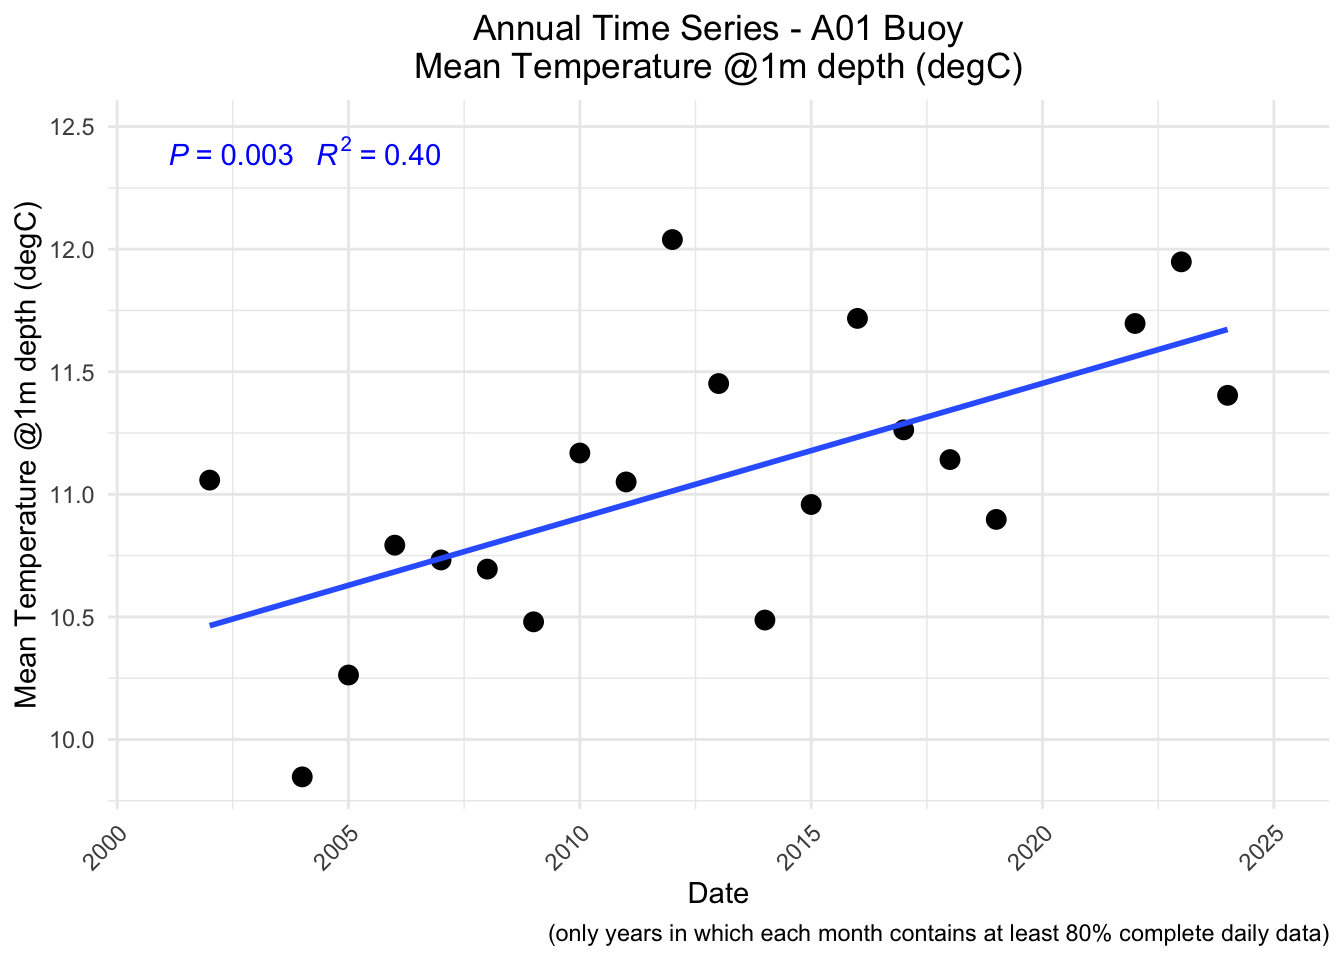 Annual Time Series - A01 Buoy
Mean Temperature @1m depth (degC)
P = 0.003 R² = 0.40
Mean Temperature @1m depth (degC)
12.5
12.0
11.5
11.0
10.5
10.0
2000
2005
2010
2015
2020
2025
Date
(only years in which each month contains at least 80% complete daily data)